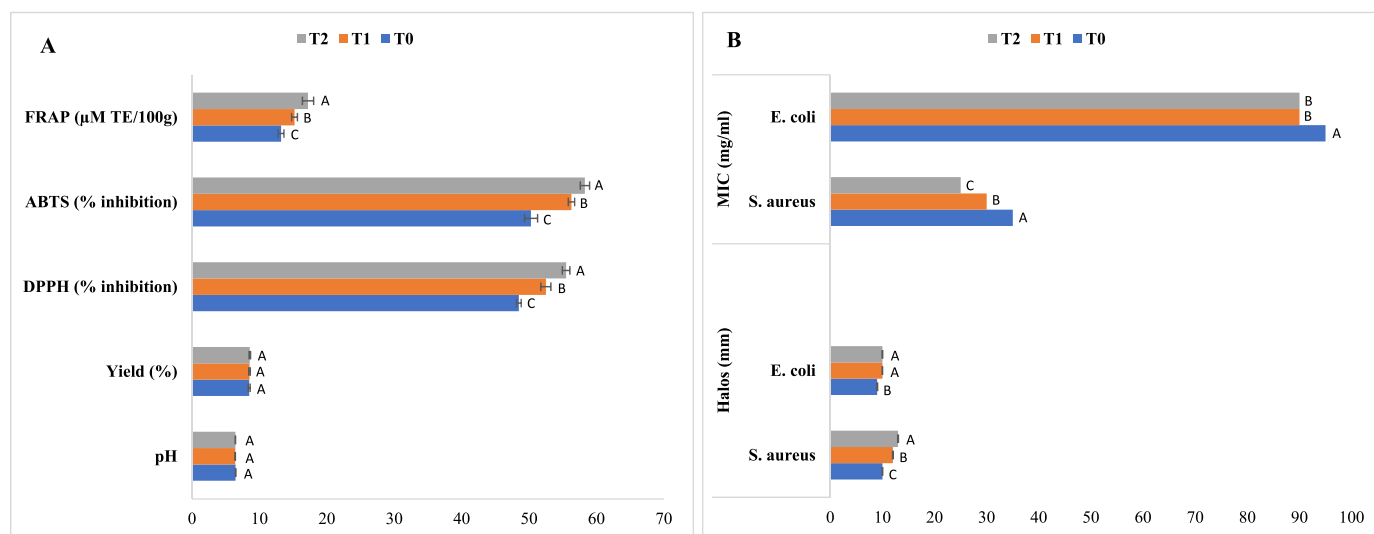 A
T2 T1 T0
FRAP (µM TE/100g)
A
B
C
ABTS (% inhibition)
A
B
C
DPPH (% inhibition)
A
B
C
Yield (%)
A
A
A
pH
A
A
A
0 10 20 30 40 50 60 70
B
T2 T1 T0
MIC (mg/ml)
E. coli
B
B
A
S. aureus
C
B
A
Halos (mm)
E. coli
A
A
B
S. aureus
A
B
C
0 10 20 30 40 50 60 70 80 90 100